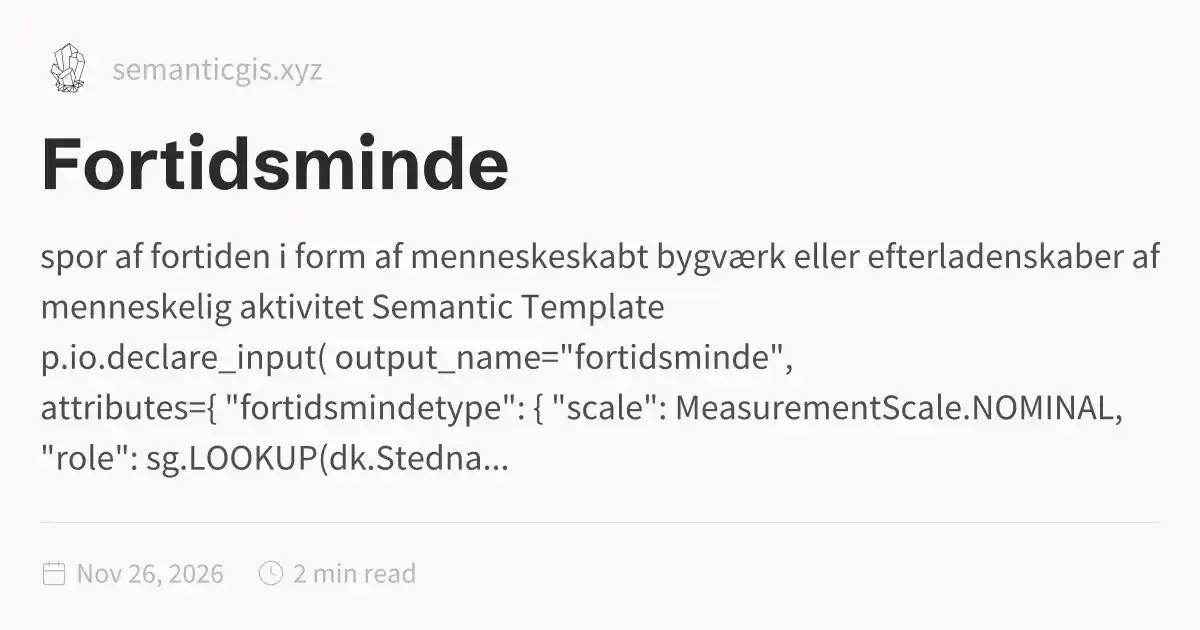 semanticgis.xyz
Fortidsminde
spor af fortiden i form af menneskeskabt bygværk eller efterladenskaber af
menneskelig aktivitet Semantic Template
p.io.declare_input( output_name="fortidsminde",
attributes={ "fortidsmindetype": { "scale": MeasurementScale.NOMINAL,
"role": sg.LOOKUP(dk.Stedna...
Nov 26, 2026 2 min read